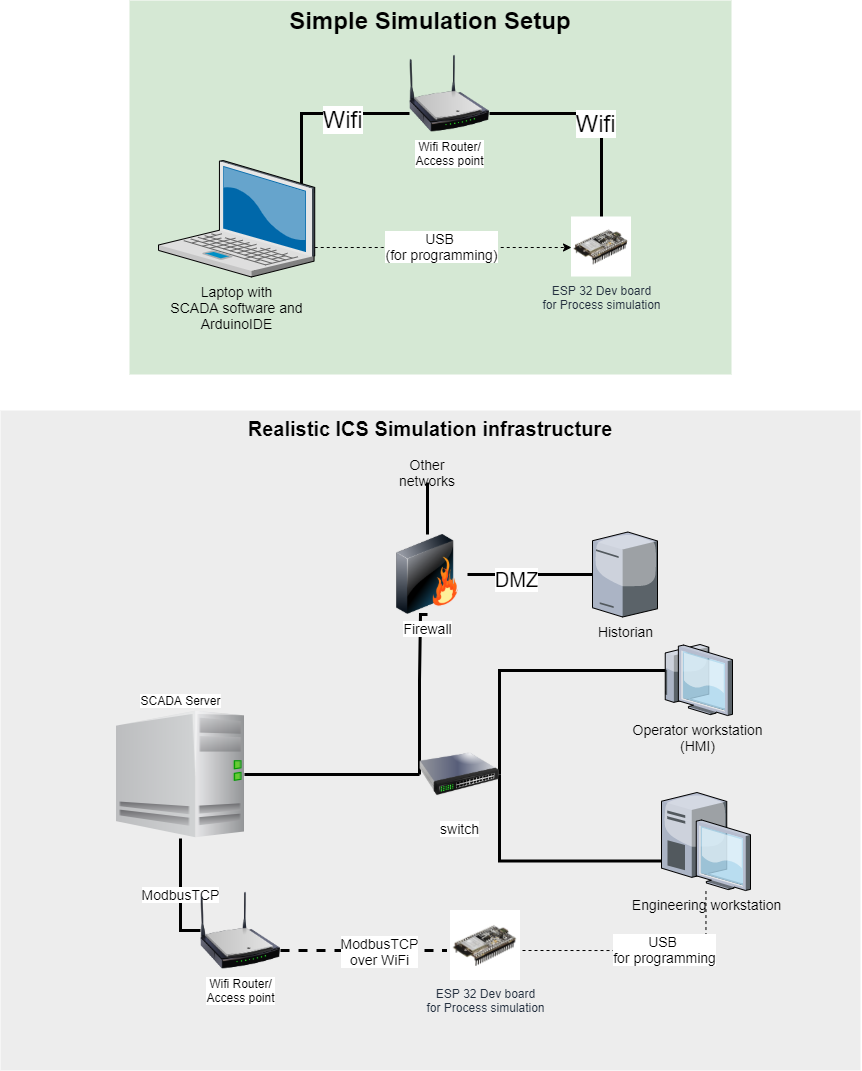 Simple Simulation Setup
Wifi
Wifi
Wifi Router/
Access point
USB
(for programming)
Laptop with
SCADA software and
ArduinoIDE
ESP 32 Dev board
for Process simulation
Realistic ICS Simulation infrastructure
Other
networks
DMZ
Firewall
Historian
SCADA Server
Operator workstation
(HMI)
switch
ModbusTCP
Engineering workstation
ModbusTCP
over WiFi
USB
for programming
Wifi Router/
Access point
ESP 32 Dev board
for Process simulation